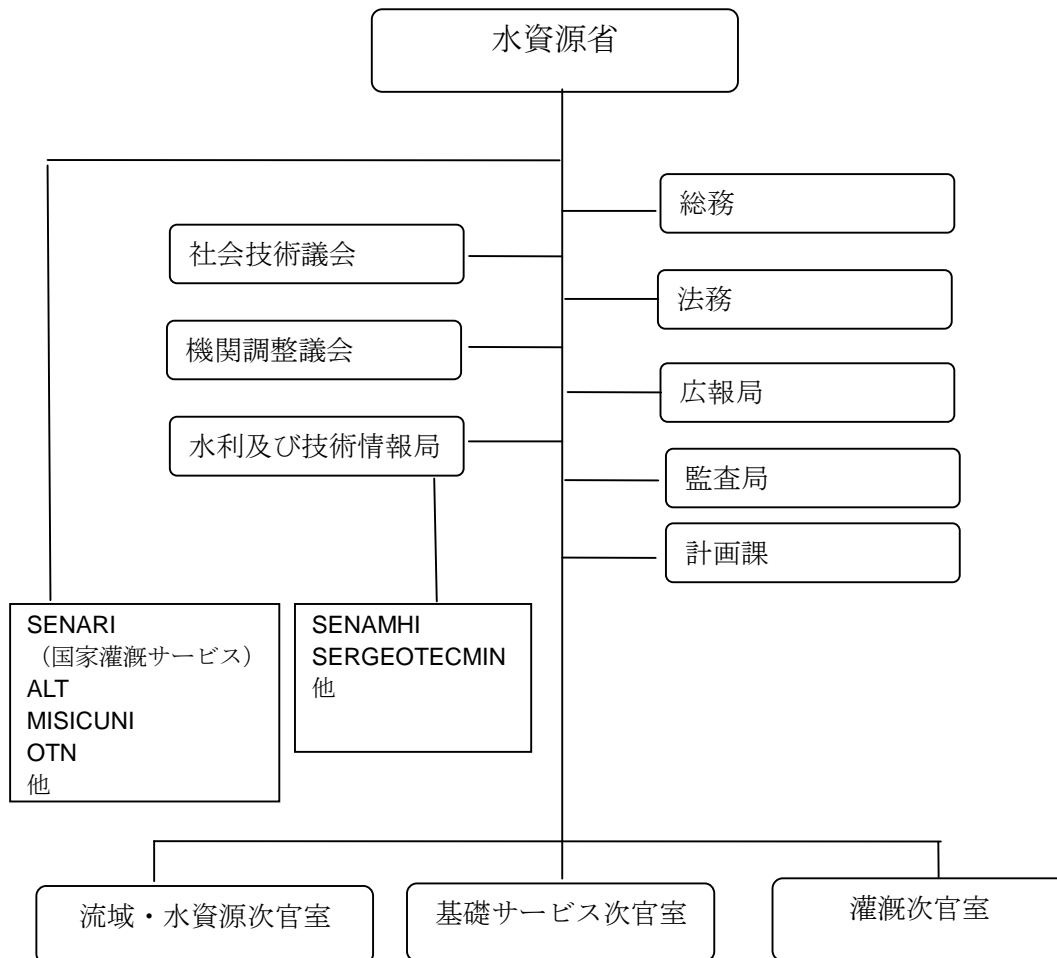 水資源省
総務
社会技術議会
法務
機関調整議会
広報局
水利及び技術情報局
監査局
計画課
SENARI
（国家灌漑サービス）
ALT
MISICUNI
OTN
他
SENAMHI
SERGEOTECMIN
他
流域・水資源次官室
基礎サービス次官室
灌漑次官室